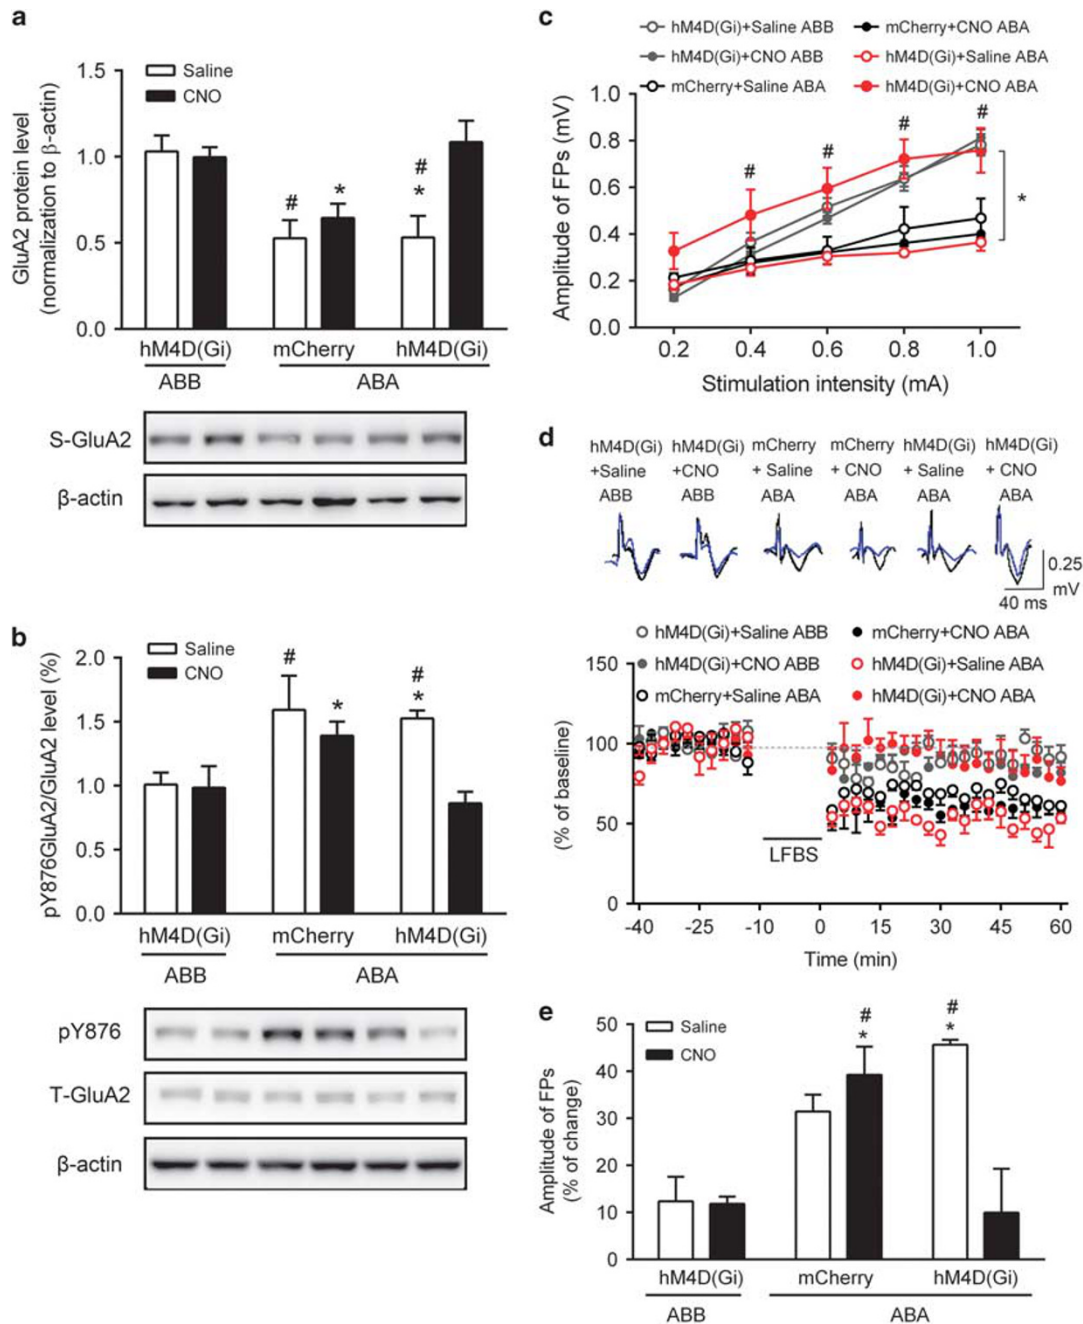 a
Saline
CNO
GluA2 protein level
(normalization to β-actin)
1.5
1.0
0.5
0.0
#
*
#
*
hM4D(Gi) mCherry hM4D(Gi)
ABB ABA
S-GluA2
β-actin
b
Saline
CNO
pY876GluA2/GluA2 level (%)
2.0
1.5
1.0
0.5
0.0
#
*
#
*
hM4D(Gi) mCherry hM4D(Gi)
ABB ABA
pY876
T-GluA2
β-actin
c
hM4D(Gi)+Saline ABB mCherry+CNO ABA
hM4D(Gi)+CNO ABB hM4D(Gi)+Saline ABA
mCherry+Saline ABA hM4D(Gi)+CNO ABA
Amplitude of FPs (mV)
1.0
0.8
0.6
0.4
0.2
0.0
# # # #
*
0.2 0.4 0.6 0.8 1.0
Stimulation intensity (mA)
d
hM4D(Gi) hM4D(Gi) mCherry mCherry hM4D(Gi) hM4D(Gi)
+Saline +CNO + Saline + CNO + Saline + CNO
ABB ABB ABA ABA ABA ABA
0.25
mV
40 ms
hM4D(Gi)+Saline ABB mCherry+CNO ABA
hM4D(Gi)+CNO ABB hM4D(Gi)+Saline ABA
mCherry+Saline ABA hM4D(Gi)+CNO ABA
(% of baseline)
150
100
50
0
LFBS
-40 -25 -10 0 15 30 45 60
Time (min)
e
Saline
CNO
Amplitude of FPs
(% of change)
50
40
30
20
10
0
#
*
#
*
hM4D(Gi) mCherry hM4D(Gi)
ABB ABA